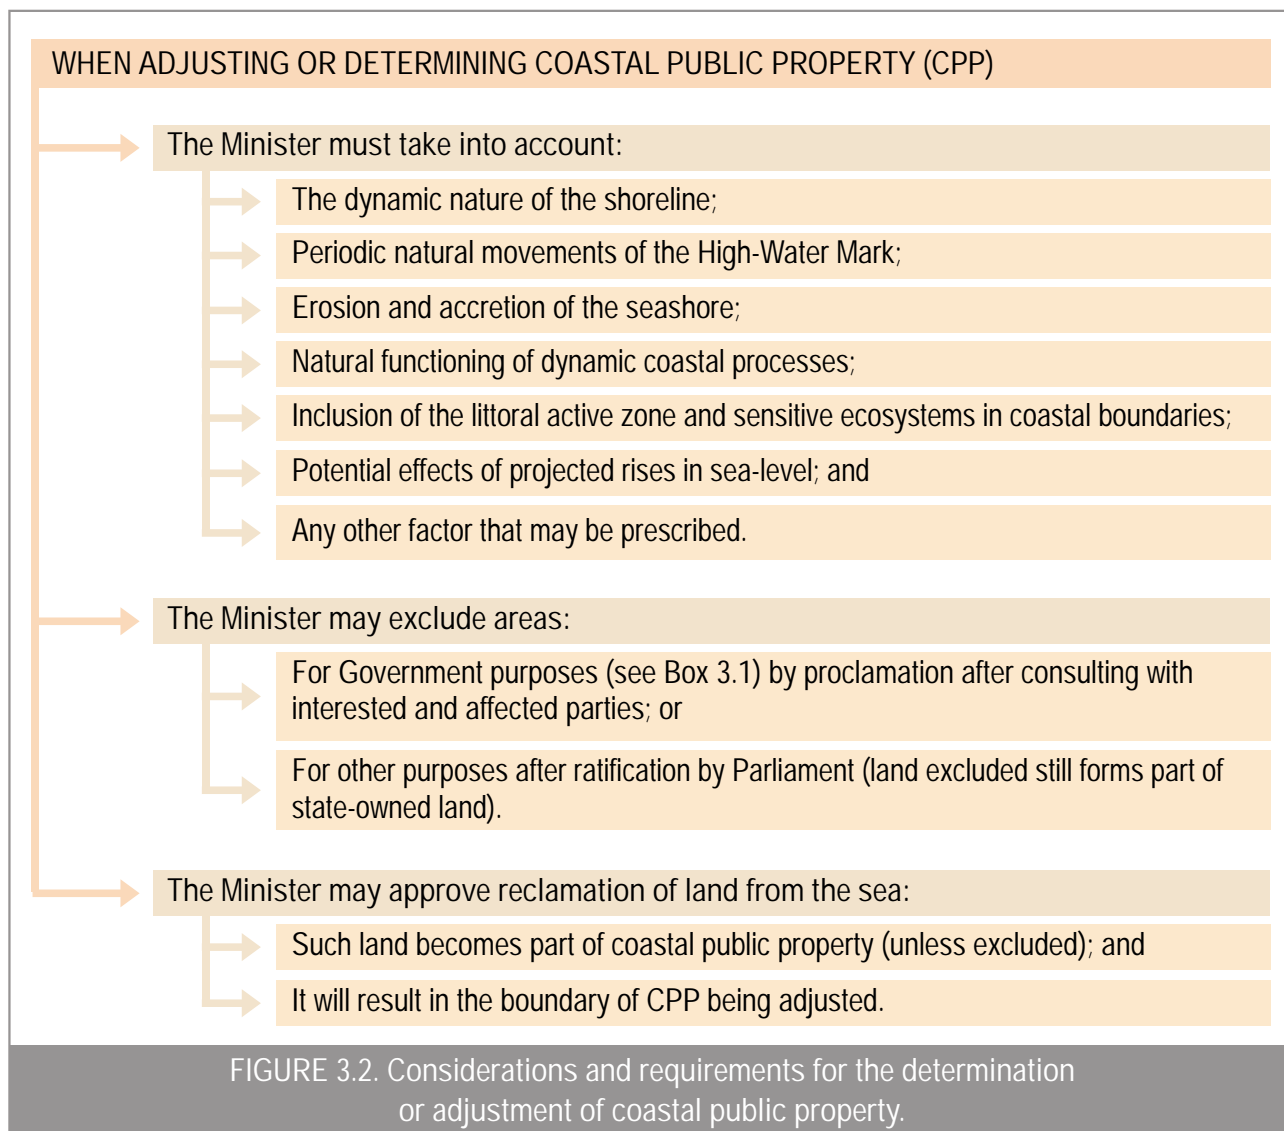 WHEN ADJUSTING OR DETERMINING COASTAL PUBLIC PROPERTY (CPP)
The Minister must take into account:
The dynamic nature of the shoreline;
Periodic natural movements of the High-Water Mark;
Erosion and accretion of the seashore;
Natural functioning of dynamic coastal processes;
Inclusion of the littoral active zone and sensitive ecosystems in coastal boundaries;
Potential effects of projected rises in sea-level; and
Any other factor that may be prescribed.
The Minister may exclude areas:
For Government purposes (see Box 3.1) by proclamation after consulting with
interested and affected parties; or
For other purposes after ratification by Parliament (land excluded still forms part of
state-owned land).
The Minister may approve reclamation of land from the sea:
Such land becomes part of coastal public property (unless excluded); and
It will result in the boundary of CPP being adjusted.
FIGURE 3.2. Considerations and requirements for the determination
or adjustment of coastal public property.